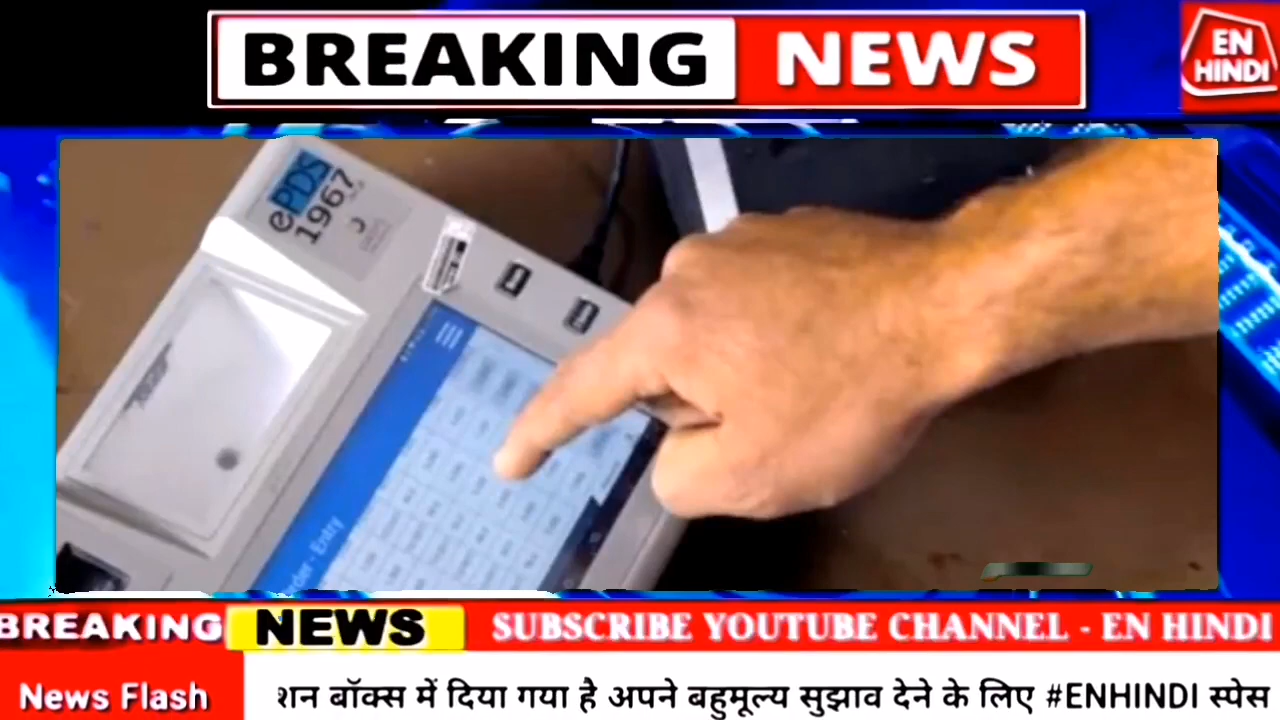 BREAKING NEWS
EN
HINDI
ePDS
1967
Entry
BREAKING NEWS SUBSCRIBE YOUTUBE CHANNEL - EN HINDI
News Flash शन बॉक्स में दिया गया है अपने बहुमूल्य सुझाव देने के लिए #ENHINDI स्पेस